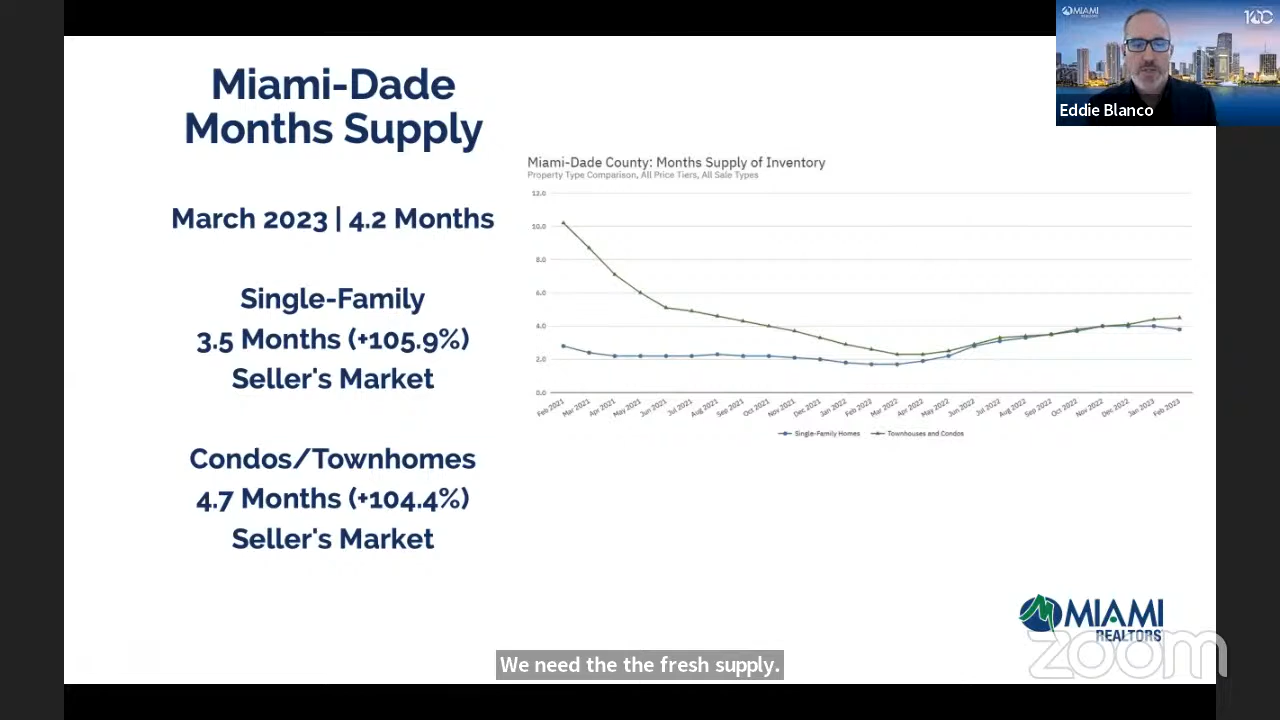 Miami-Dade
Months Supply
March 2023 | 4.2 Months
Single-Family
3.5 Months (+105.9%)
Seller's Market
Condos/Townhomes
4.7 Months (+104.4%)
Seller's Market
Miami-Dade County: Months Supply of Inventory
Property Type Comparison, All Price Tiers, All Sale Types
12.0
10.0
8.0
6.0
4.0
2.0
0.0
Feb 2021
Mar 2021
Apr 2021
May 2021
Jun 2021
Jul 2021
Aug 2021
Sep 2021
Oct 2021
Nov 2021
Dec 2021
Jan 2022
Feb 2022
Mar 2022
Apr 2022
May 2022
Jun 2022
Jul 2022
Aug 2022
Sep 2022
Oct 2022
Nov 2022
Dec 2022
Jan 2023
Feb 2023
Single-Family Homes
Townhouses and Condos
MIAMI
100
Eddie Blanco
MIAMI
REALTORS
zoom
We need the the fresh supply.